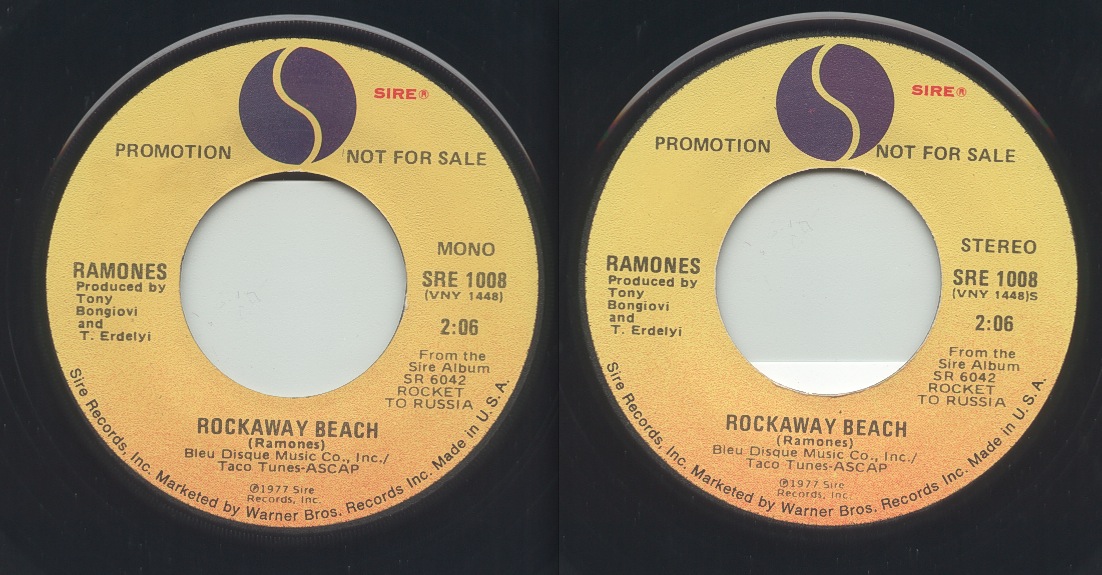 SIRE®
PROMOTION NOT FOR SALE
MONO
RAMONES
Produced by
Tony
Bongiovi
and
T. Erdelyi
SRE 1008
(VNY 1448)
2:06
From the
Sire Album
SR 6042
ROCKET
TO RUSSIA
ROCKAWAY BEACH
(Ramones)
Bleu Disque Music Co., Inc./
Taco Tunes-ASCAP
℗1977 Sire
Records, Inc.
Sire Records, Inc. Marketed by Warner Bros. Records Inc. Made in U.S.A.
SIRE®
PROMOTION NOT FOR SALE
STEREO
RAMONES
Produced by
Tony
Bongiovi
and
T. Erdelyi
SRE 1008
(VNY 1448)S
2:06
From the
Sire Album
SR 6042
ROCKET
TO RUSSIA
ROCKAWAY BEACH
(Ramones)
Bleu Disque Music Co., Inc./
Taco Tunes-ASCAP
℗1977 Sire
Records, Inc.
Sire Records, Inc. Marketed by Warner Bros. Records Inc. Made in U.S.A.